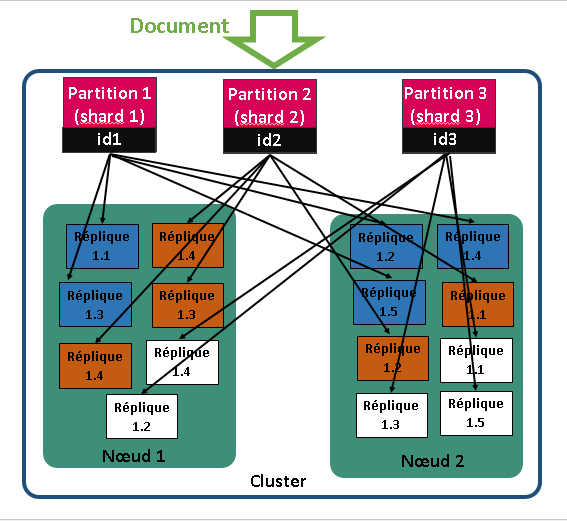 Document
Partition 1
(shard 1)
id1
Partition 2
(shard 2)
id2
Partition 3
(shard 3)
id3
Réplique
1.1
Réplique
1.4
Réplique
1.3
Réplique
1.3
Réplique
1.4
Réplique
1.4
Réplique
1.2
Nœud 1
Réplique
1.2
Réplique
1.4
Réplique
1.5
Réplique
1.1
Réplique
1.2
Réplique
1.1
Réplique
1.3
Réplique
1.5
Nœud 2
Cluster